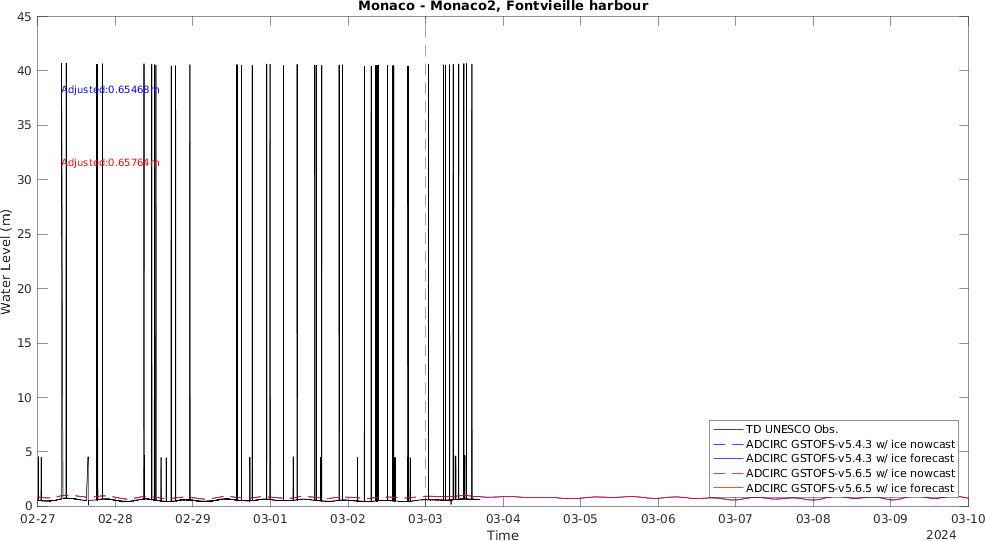 Monaco - Monaco2, Fontvieille harbour
45
40
35
30
25
20
15
10
5
0
Water Level (m)
Adjusted:0.65468 m
Adjusted:0.65764 m
TD UNESCO Obs.
ADCIRC GSTOFS-v5.4.3 w/ ice nowcast
ADCIRC GSTOFS-v5.4.3 w/ ice forecast
ADCIRC GSTOFS-v5.6.5 w/ ice nowcast
ADCIRC GSTOFS-v5.6.5 w/ ice forecast
02-27 02-28 02-29 03-01 03-02 03-03 03-04 03-05 03-06 03-07 03-08 03-09 03-10
Time
2024